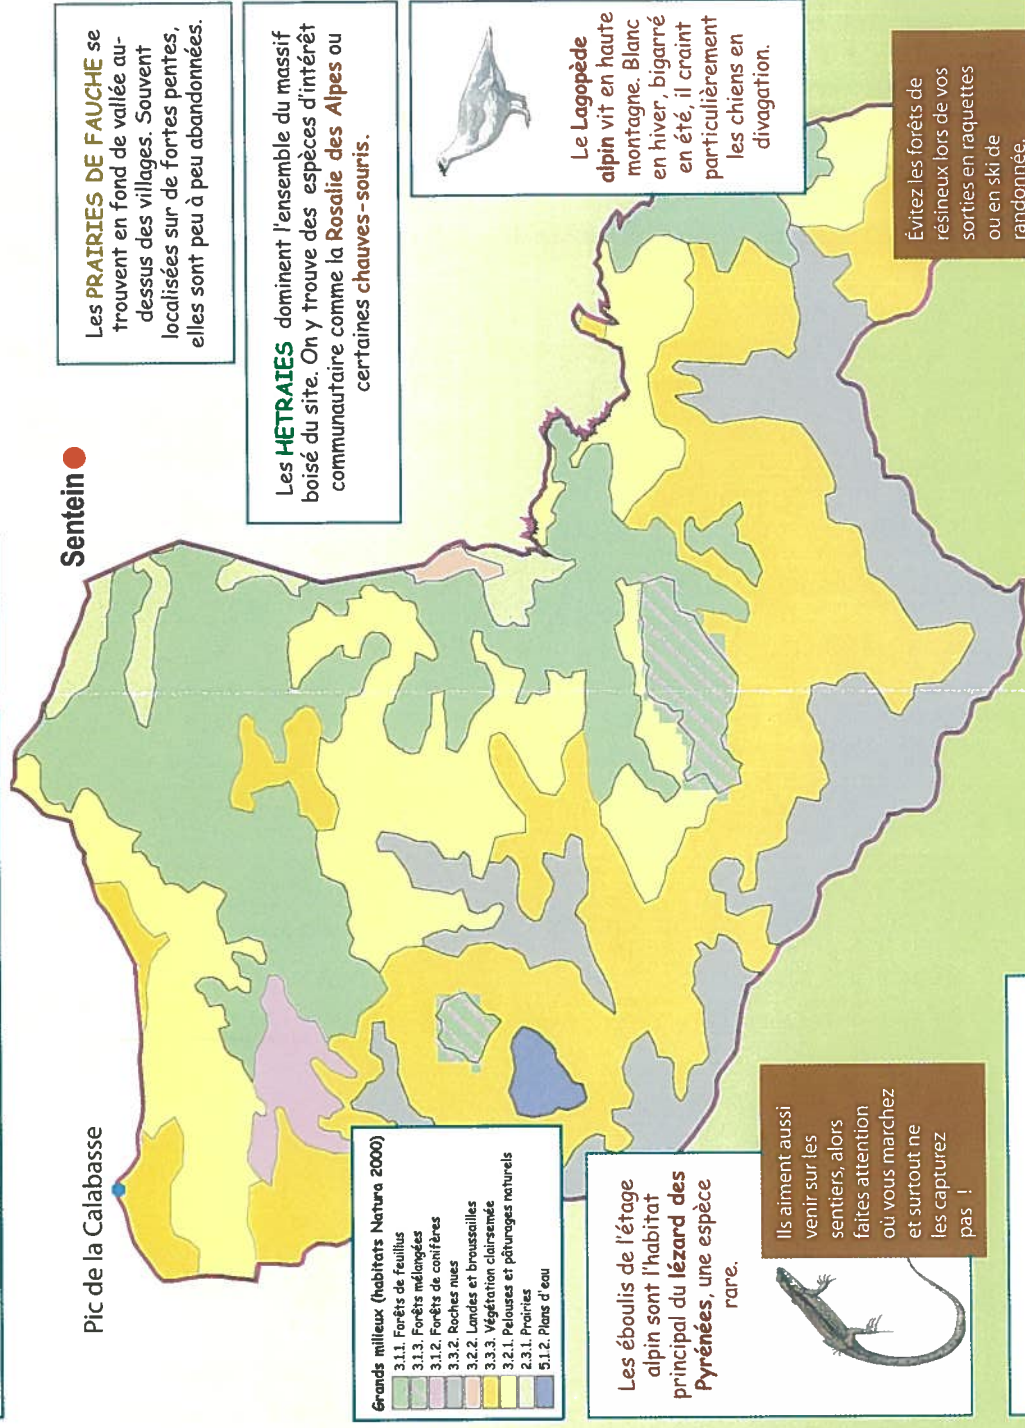 Les PRAIRIES DE FAUCHE se
trouvent en fond de vallée au-
dessus des villages. Souvent
localisées sur de fortes pentes,
elles sont peu à peu abandonnées.
Sentein
Les HETRAIES dominent l'ensemble du massif
boisé du site. On y trouve des espèces d'intérêt
communautaire comme la Rosalie des Alpes ou
certaines chauves-souris.
Le Lagopède
alpin vit en haute
montagne. Blanc
en hiver, bigarré
en été, il craint
particulièrement
les chiens en
divagation.
Évitez les forêts de
résineux lors de vos
sorties en raquettes
ou en ski de
randonnée.
Pic de la Calabasse
Grands milieux (habitats Natura 2000)
3.1.1. Forêts de feuillus
3.1.3. Forêts mélangées
3.1.2. Forêts de conifères
3.3.2. Roches nues
3.2.2. Landes et broussailles
3.3.3. Végétation clairsemée
3.2.1. Pelouses et pâturages naturels
2.3.1. Prairies
5.1.2. Plans d'eau
Les éboulis de l'étage
alpin sont l'habitat
principal du lézard des
Pyrénées, une espèce
rare.
Ils aiment aussi
venir sur les
sentiers, alors
faites attention
où vous marchez
et surtout ne
les capturez
pas !